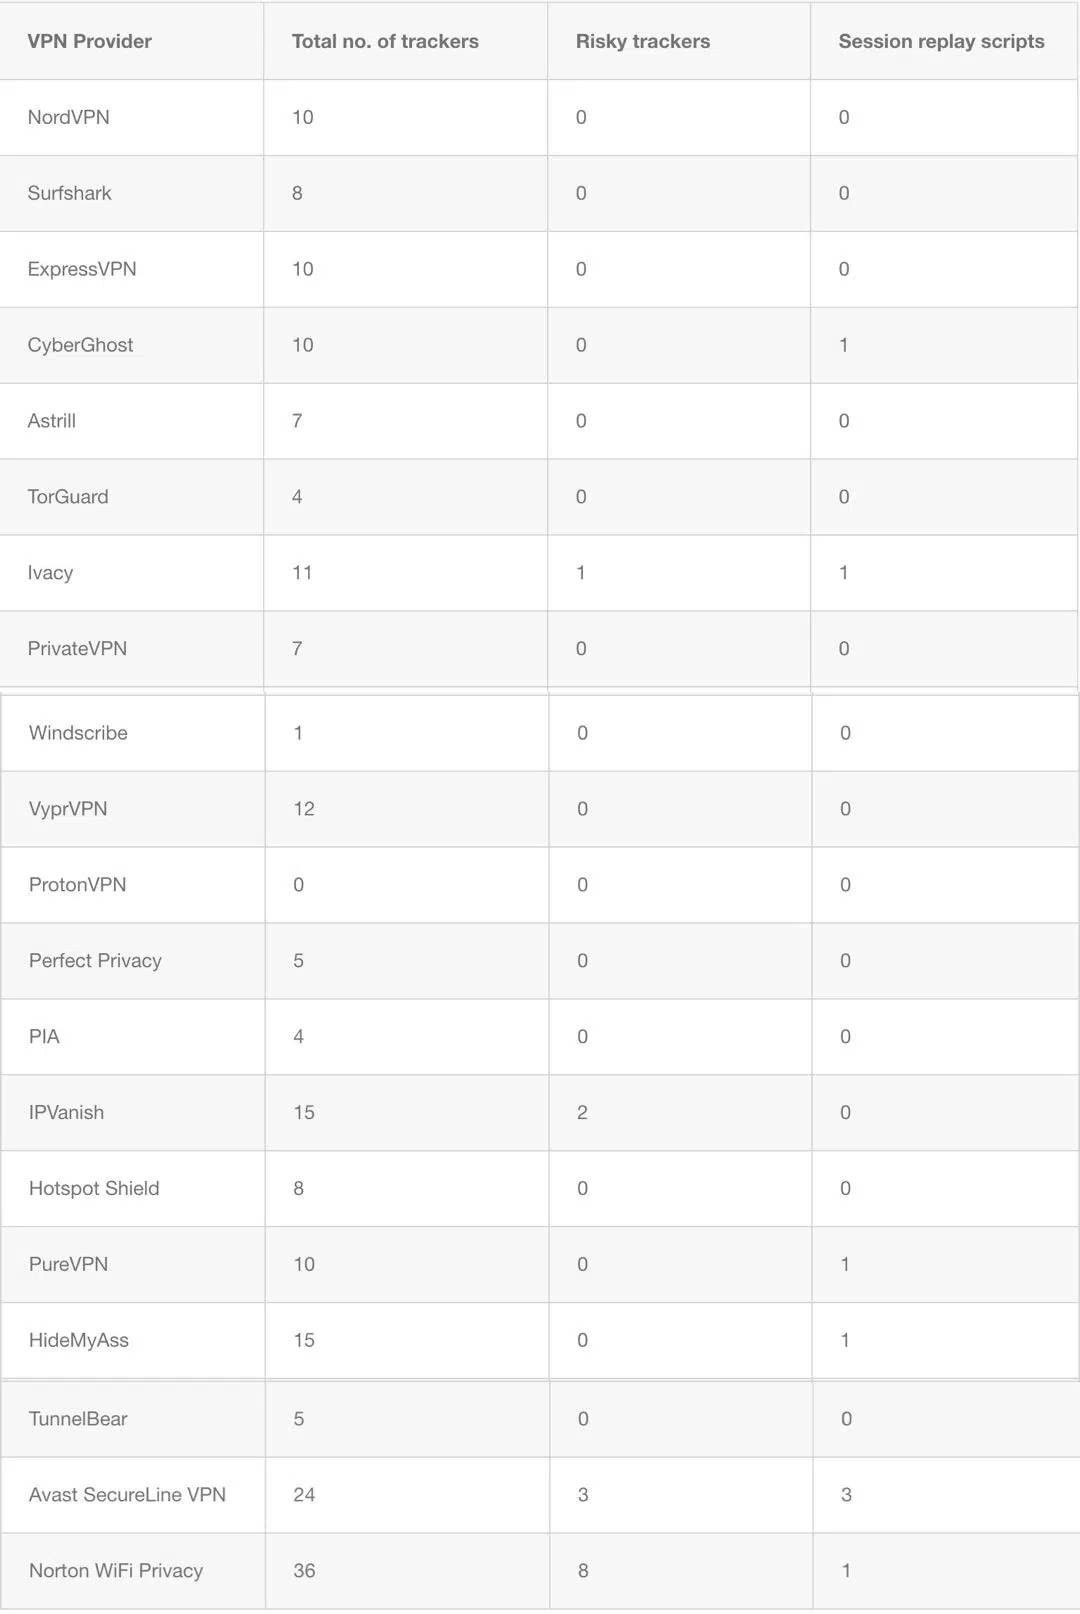 VPN Provider Total no. of trackers Risky trackers Session replay scripts
NordVPN 10 0 0
Surfshark 8 0 0
ExpressVPN 10 0 0
CyberGhost 10 0 1
Astrill 7 0 0
TorGuard 4 0 0
Ivacy 11 1 1
PrivateVPN 7 0 0
Windscribe 1 0 0
VyprVPN 12 0 0
ProtonVPN 0 0 0
Perfect Privacy 5 0 0
PIA 4 0 0
IPVanish 15 2 0
Hotspot Shield 8 0 0
PureVPN 10 0 1
HideMyAss 15 0 1
TunnelBear 5 0 0
Avast SecureLine VPN 24 3 3
Norton WiFi Privacy 36 8 1